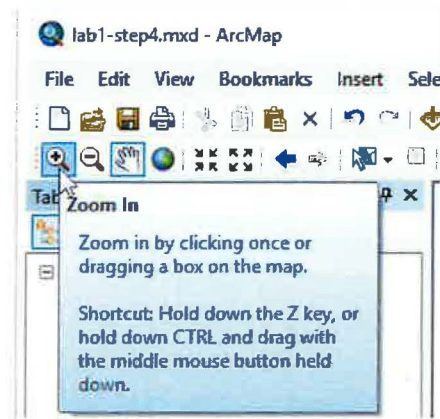 lab1-step4.mxd - ArcMap
File Edit View Bookmarks Insert Sele
Tab
Zoom In
Zoom in by clicking once or
dragging a box on the map.
Shortcut: Hold down the Z key, or
hold down CTRL and drag with
the middle mouse button held
down.